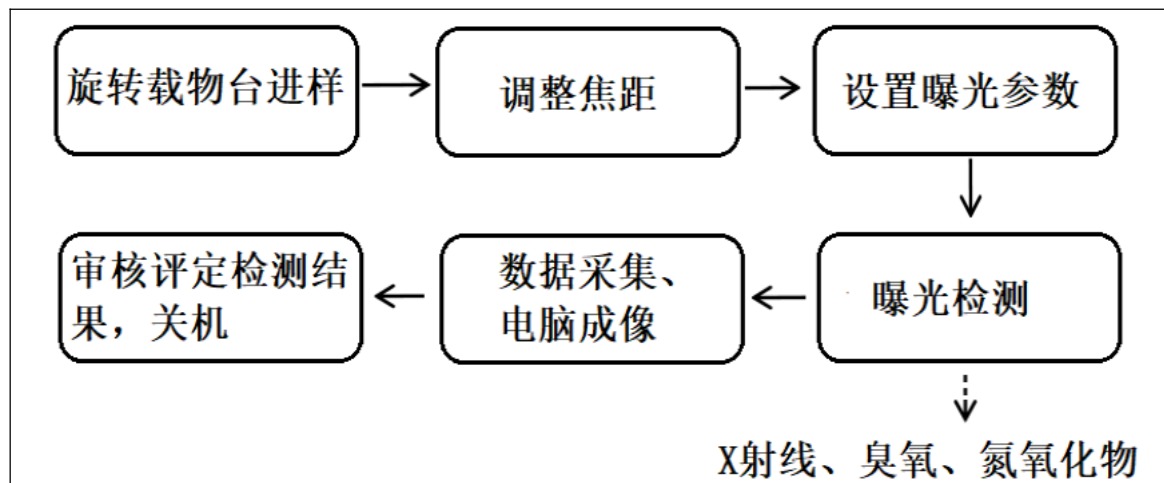 旋转载物台进样
调整焦距
设置曝光参数
曝光检测
X射线、臭氧、氮氧化物
数据采集、
电脑成像
审核评定检测结
果，关机